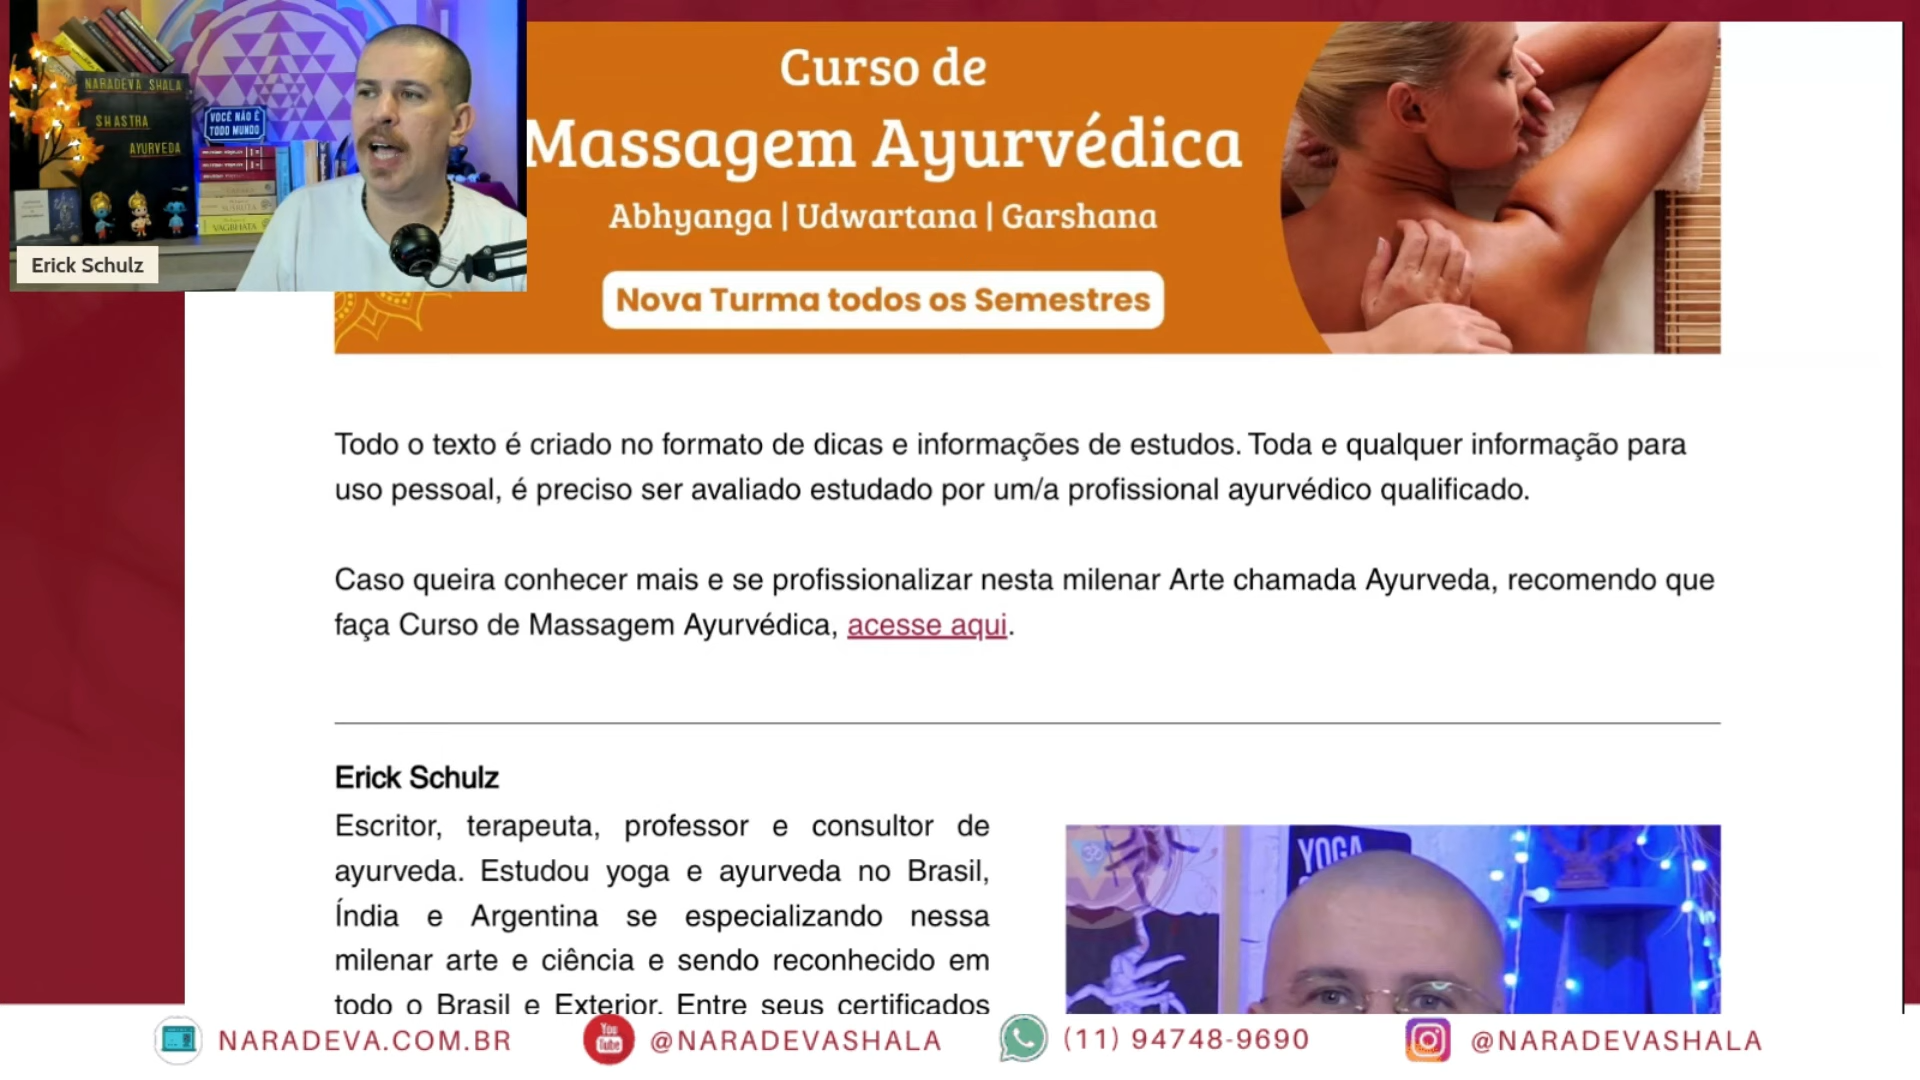 NARADEVA SHALA
SHASTRA
AYURVEDA
VOCÊ NÃO É
TODO MUNDO
SUSRUTA
VAGBHATA
Erick Schulz
Curso de
Massagem Ayurvédica
Abhyanga | Udwartana | Garshana
Nova Turma todos os Semestres
Todo o texto é criado no formato de dicas e informações de estudos. Toda e qualquer informação para
uso pessoal, é preciso ser avaliado estudado por um/a profissional ayurvédico qualificado.
Caso queira conhecer mais e se profissionalizar nesta milenar Arte chamada Ayurveda, recomendo que
faça Curso de Massagem Ayurvédica, acesse aqui.
Erick Schulz
Escritor, terapeuta, professor e consultor de
ayurveda. Estudou yoga e ayurveda no Brasil,
Índia e Argentina se especializando nessa
milenar arte e ciência e sendo reconhecido em
todo o Brasil e Exterior. Entre seus certificados
YOGA
NARADEVA.COM.BR
You
Tube
@NARADEVASHALA
(11) 94748-9690
@NARADEVASHALA